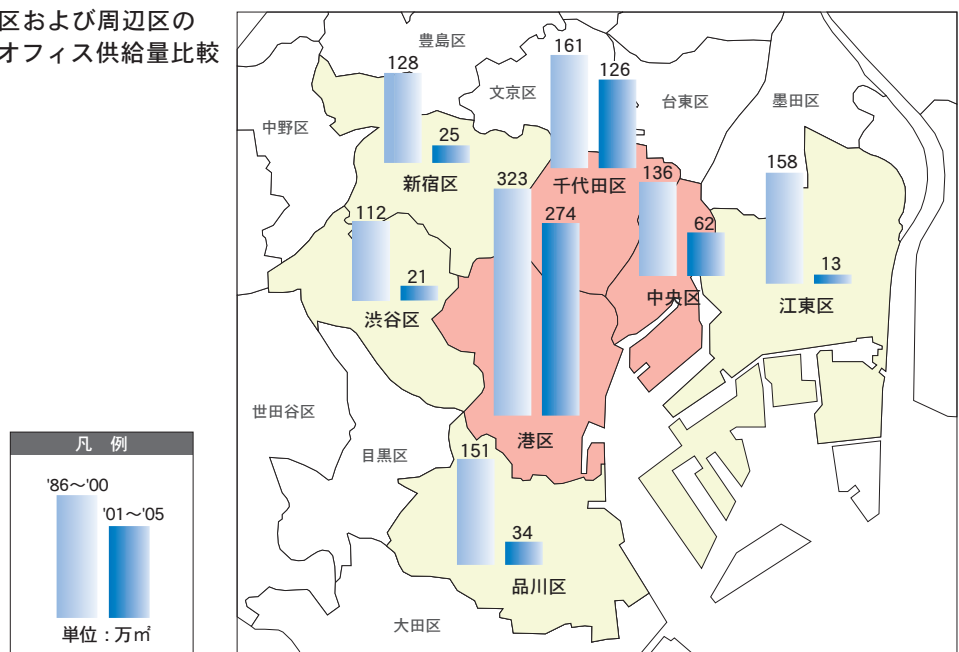 区および周辺区の
オフィス供給量比較
豊島区
161
128
126
文京区
台東区
墨田区
中野区
25
新宿区
323
千代田区
136
158
112
274
62
21
13
中央区
渋谷区
江東区
世田谷区
港区
目黒区
151
34
品川区
大田区
凡 例
'86〜'00
'01〜'05
単位：万㎡